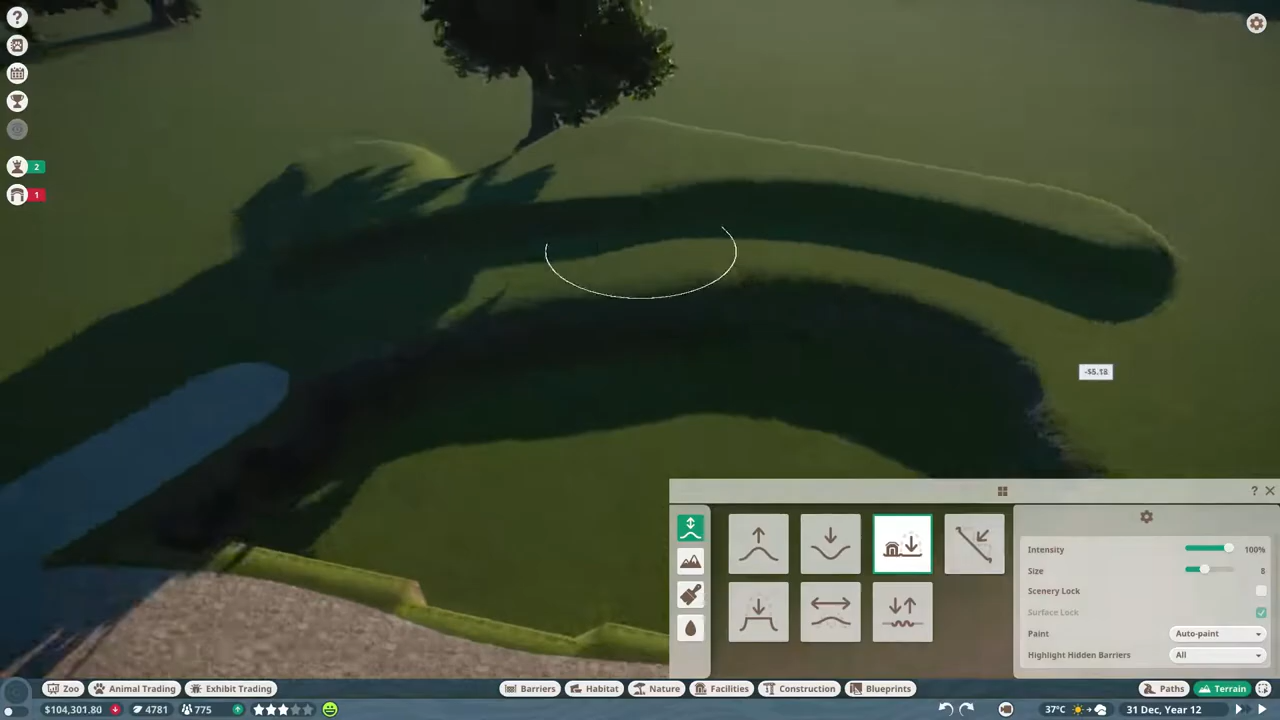 ?
2
1
-$5.18
?
Intensity 100%
Size 8
Scenery Lock
Surface Lock
Paint Auto-paint
Highlight Hidden Barriers All
Zoo Animal Trading Exhibit Trading Barriers Habitat Nature Facilities Construction Blueprints Paths Terrain
$104,301.80 4781 775 37°C 31 Dec, Year 12